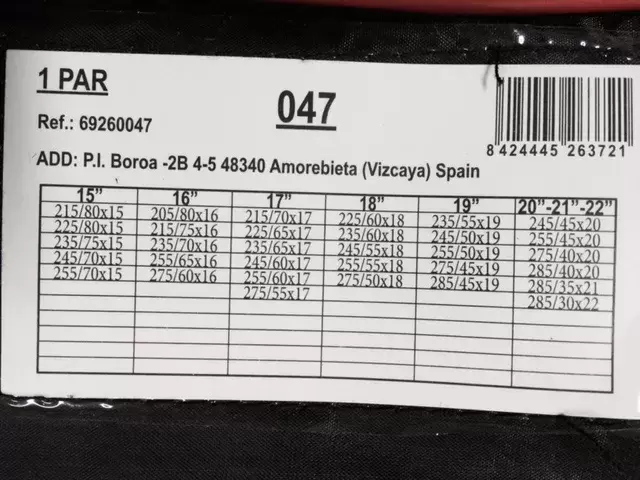 1 PAR
047
Ref.: 69260047
8 424445 263721
ADD: P.I. Boroa -2B 4-5 48340 Amorebieta (Vizcaya) Spain
15” 16” 17” 18” 19” 20”-21”-22”
215/80x15 205/80x16 215/70x17 225/60x18 235/55x19 245/45x20
225/80x15 215/75x16 225/65x17 235/60x18 245/50x19 255/45x20
235/75x15 235/70x16 235/65x17 245/55x18 255/50x19 275/40x20
245/70x15 255/65x16 245/60x17 255/55x18 275/45x19 285/40x20
255/70x15 275/60x16 255/60x17 275/50x18 285/45x19 285/35x21
275/55x17 285/30x22